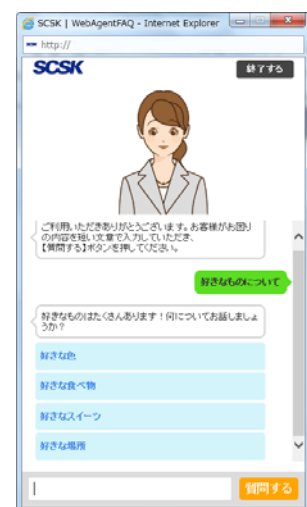 SCSK | WebAgentFAQ - Internet Explorer
http://
SCSK
終了する
ご利用いただきありがとうございます。お客様がお困り
の内容を短い文章で入力していただき、
【質問する】ボタンを押してください。
好きなものについて
好きなものはたくさんあります！何についてお話しましょ
うか？
好きな色
好きな食べ物
好きなスイーツ
好きな場所
質問する